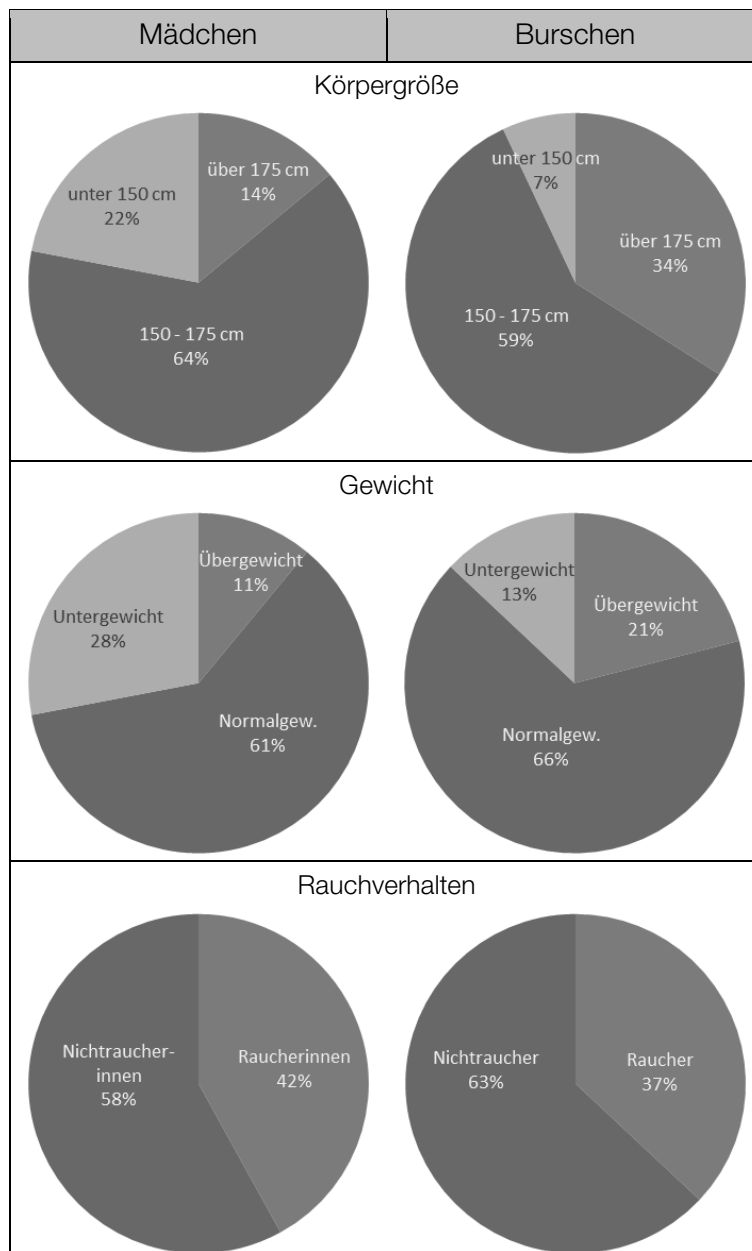 Mädchen
Burschen
Körpergröße
unter 150 cm
22%
über 175 cm
14%
150 - 175 cm
64%
unter 150 cm
7%
über 175 cm
34%
150 - 175 cm
59%
Gewicht
Übergewicht
11%
Untergewicht
28%
Normalgew.
61%
Untergewicht
13%
Übergewicht
21%
Normalgew.
66%
Rauchverhalten
Nichtraucher-
innen
58%
Raucherinnen
42%
Nichtraucher
63%
Raucher
37%